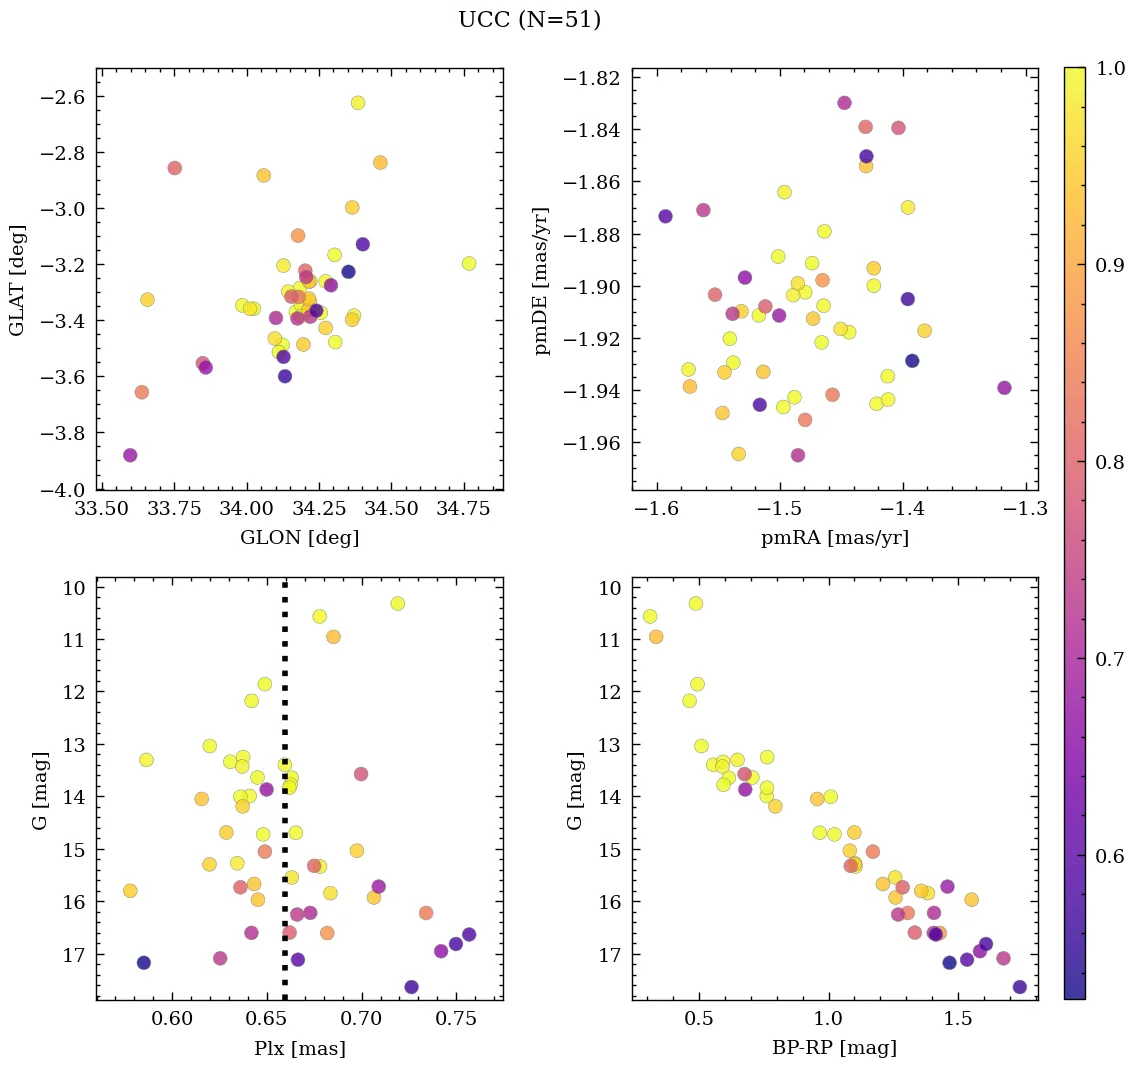 UCC (N=51)
−2.6
−2.8
−3.0
−3.2
−3.4
−3.6
−3.8
−4.0
GLAT [deg]
33.50 33.75 34.00 34.25 34.50 34.75
GLON [deg]
−1.82
−1.84
−1.86
−1.88
−1.90
−1.92
−1.94
−1.96
pmDE [mas/yr]
−1.6 −1.5 −1.4 −1.3
pmRA [mas/yr]
10
11
12
13
14
15
16
17
G [mag]
0.60 0.65 0.70 0.75
Plx [mas]
10
11
12
13
14
15
16
17
G [mag]
0.5 1.0 1.5
BP-RP [mag]
1.0
0.9
0.8
0.7
0.6